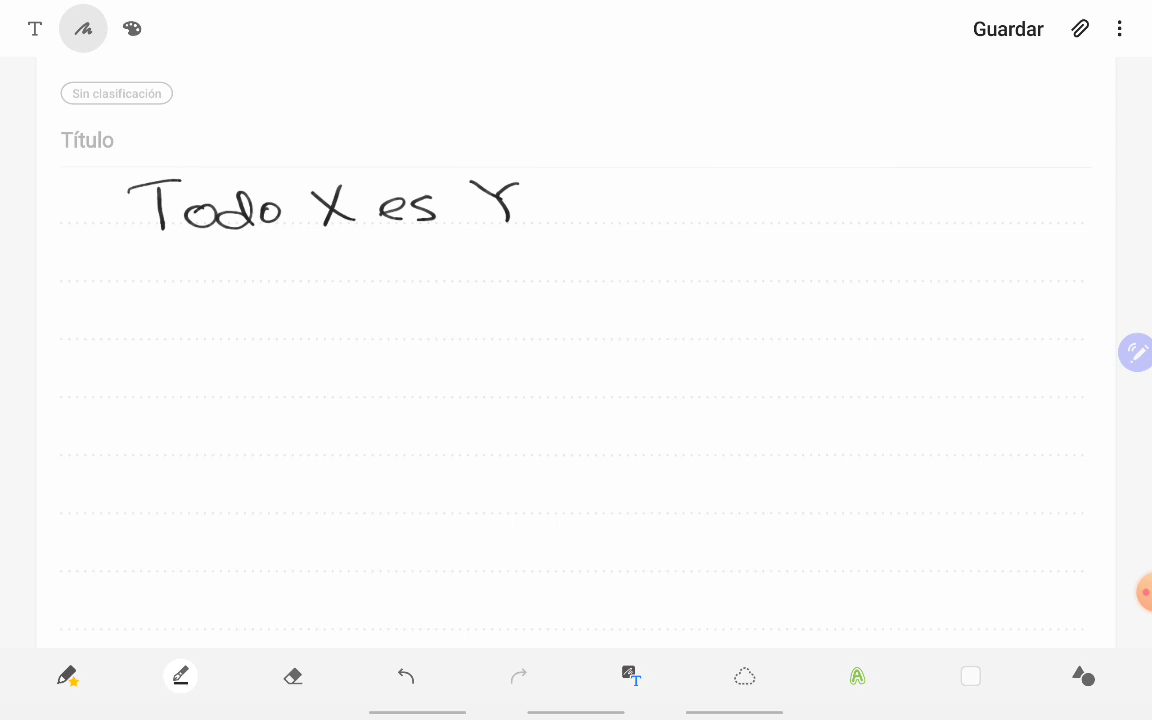 T Guardar
Sin clasificación
Título
Todo X es Y
T
A